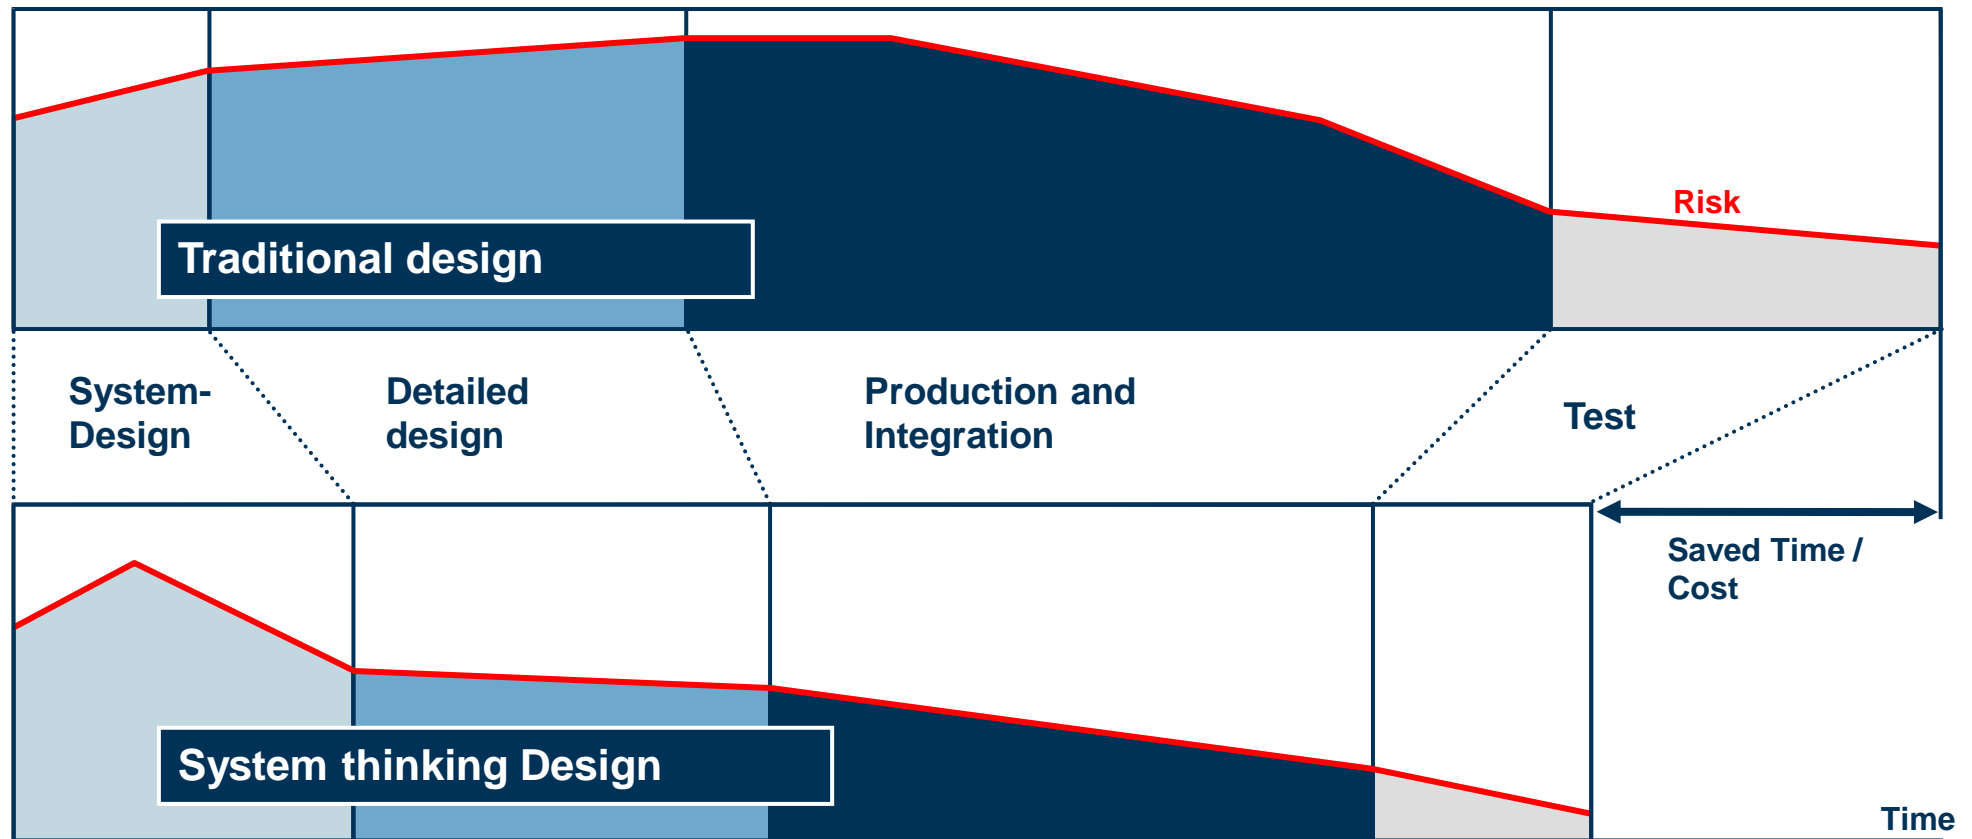 Risk
Traditional design
System-
Design
Detailed
design
Production and
Integration
Test
Saved Time /
Cost
System thinking Design
Time